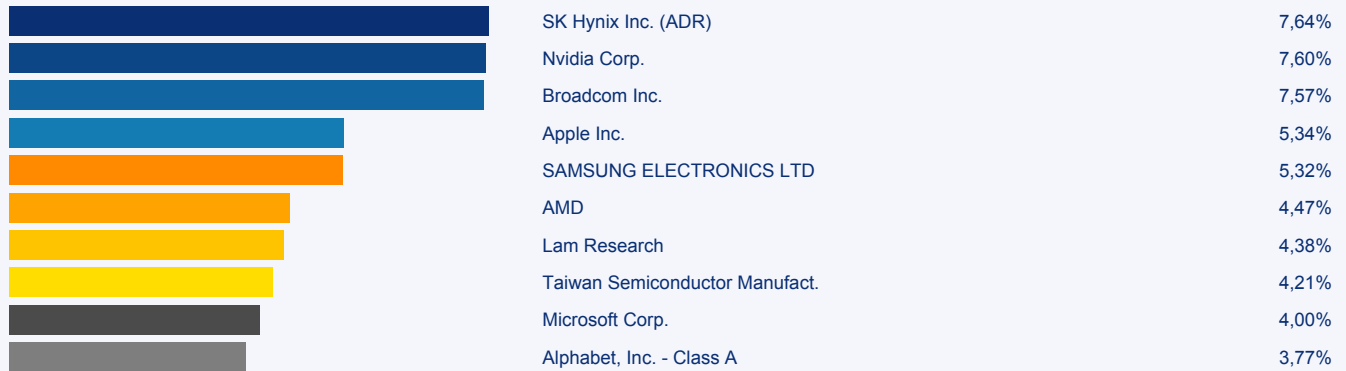 SK Hynix Inc. (ADR) 7,64%
Nvidia Corp. 7,60%
Broadcom Inc. 7,57%
Apple Inc. 5,34%
SAMSUNG ELECTRONICS LTD 5,32%
AMD 4,47%
Lam Research 4,38%
Taiwan Semiconductor Manufact. 4,21%
Microsoft Corp. 4,00%
Alphabet, Inc. - Class A 3,77%